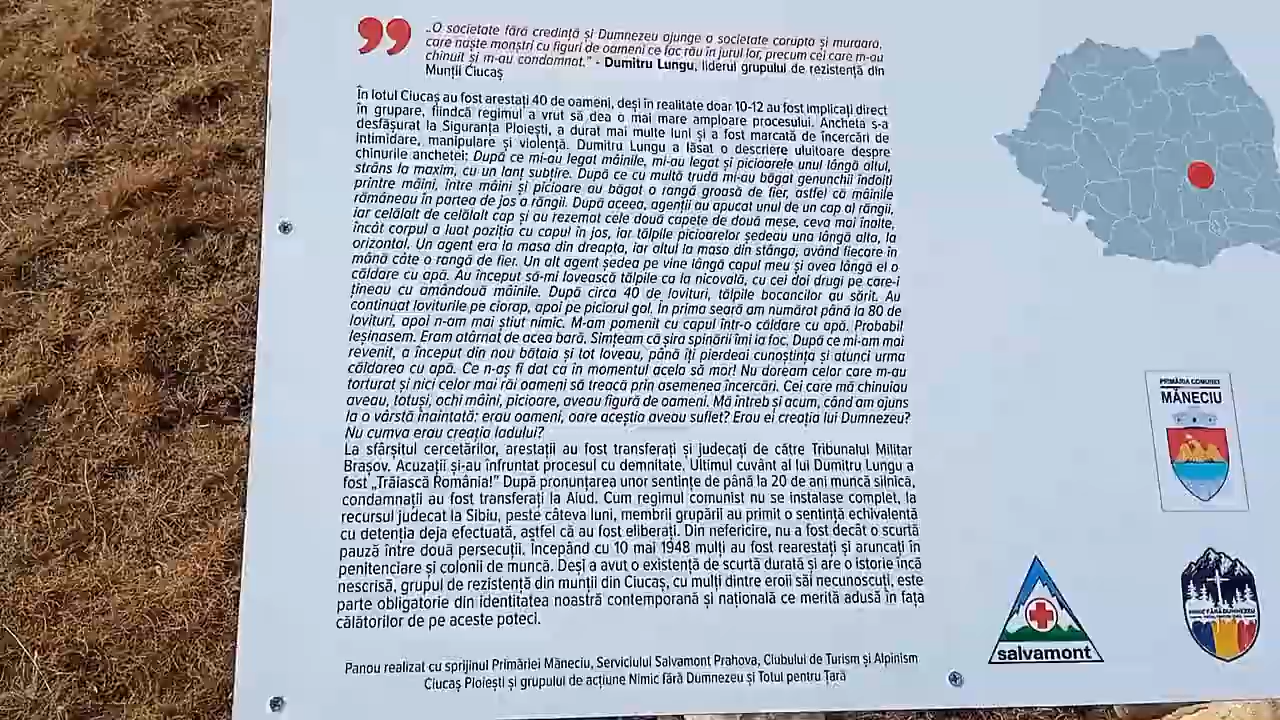 „O societate fără credință și Dumnezeu ajunge o societate coruptă și murdară,
care naște monștri cu figuri de oameni ce fac rău în jurul lor, precum cei care m-au
chinuit și m-au condamnat.” - Dumitru Lungu, liderul grupului de rezistență din
Munții Ciucaș
În lotul Ciucaș au fost arestați 40 de oameni, deși în realitate doar 10-12 au fost implicați direct
în grupare, fiindcă regimul a vrut să dea o mai mare amploare procesului. Ancheta s-a
desfășurat la Siguranța Ploiești, a durat mai multe luni și a fost marcată de încercări de
intimidare, manipulare și violență. Dumitru Lungu a lăsat o descriere uluitoare despre
chinurile anchetei: După ce mi-au legat mâinile, mi-au legat și picioarele unul lângă altul,
strâns la maxim, cu un lanț subțire. După ce cu multă trudă mi-au băgat genunchii îndoiți
printre mâini, între mâini și picioare au băgat o rangă groasă de fier, astfel că mâinile
rămâneau în partea de jos a răngii. După aceea, agenții au apucat unul de un cap al răngii,
iar celălalt de celălalt cap și au rezemat cele două capete de două mese, ceva mai înalte,
încât corpul a luat poziția cu capul în jos, iar tălpile picioarelor ședeau una lângă alta, la
orizontal. Un agent era la masa din dreapta, iar altul la masa din stânga, având fiecare în
mână câte o rangă de fier. Un alt agent ședea pe vine lângă capul meu și avea lângă el o
căldare cu apă. Au început să-mi lovească tălpile ca la nicovală, cu cei doi drugi pe care-i
țineau cu amândouă mâinile. După circa 40 de lovituri, tălpile bocancilor au sărit. Au
continuat loviturile pe ciorap, apoi pe piciorul gol. În prima seară am numărat până la 80 de
lovituri, apoi n-am mai știut nimic. M-am pomenit cu capul într-o căldare cu apă. Probabil
leșinasem. Eram atârnat de acea bară. Simțeam că șira spinării îmi ia foc. După ce mi-am mai
revenit, a început din nou bătaia și tot loveau, până îți pierdeai cunoștința și atunci urma
căldarea cu apă. Ce n-aș fi dat ca în momentul acela să mor! Nu doream celor care m-au
torturat și nici celor mai răi oameni să treacă prin asemenea încercări. Cei care mă chinuiau
aveau, totuși, ochi mâini, picioare, aveau figură de oameni. Mă întreb și acum, când am ajuns
la o vârstă înaintată: erau oameni, oare aceștia aveau suflet? Erau ei creația lui Dumnezeu?
Nu cumva erau creația Iadului?
La sfârșitul cercetărilor, arestații au fost transferați și judecați de către Tribunalul Militar
Brașov. Acuzații și-au înfruntat procesul cu demnitate. Ultimul cuvânt al lui Dumitru Lungu a
fost „Trăiască România!” După pronunțarea unor sentințe de până la 20 de ani muncă silnică,
condamnații au fost transferați la Aiud. Cum regimul comunist nu se instalase complet, la
recursul judecat la Sibiu, peste câteva luni, membrii grupării au primit o sentință echivalentă
cu detenția deja efectuată, astfel că au fost eliberați. Din nefericire, nu a fost decât o scurtă
pauză între două persecuții. Începând cu 10 mai 1948 mulți au fost rearestați și aruncați în
penitenciare și colonii de muncă. Deși a avut o existență de scurtă durată și are o istorie încă
nescrisă, grupul de rezistență din munții din Ciucaș, cu mulți dintre eroii săi necunoscuți, este
parte obligatorie din identitatea noastră contemporană și națională ce merită adusă în fața
călătorilor de pe aceste poteci.
Panou realizat cu sprijinul Primăriei Măneciu, Serviciului Salvamont Prahova, Clubului de Turism și Alpinism
Ciucaș Ploiești și grupului de acțiune Nimic fără Dumnezeu și Totul pentru Țară
PRIMĂRIA COMUNEI
MĂNECIU
salvamont
NIMIC FĂRĂ DUMNEZEU